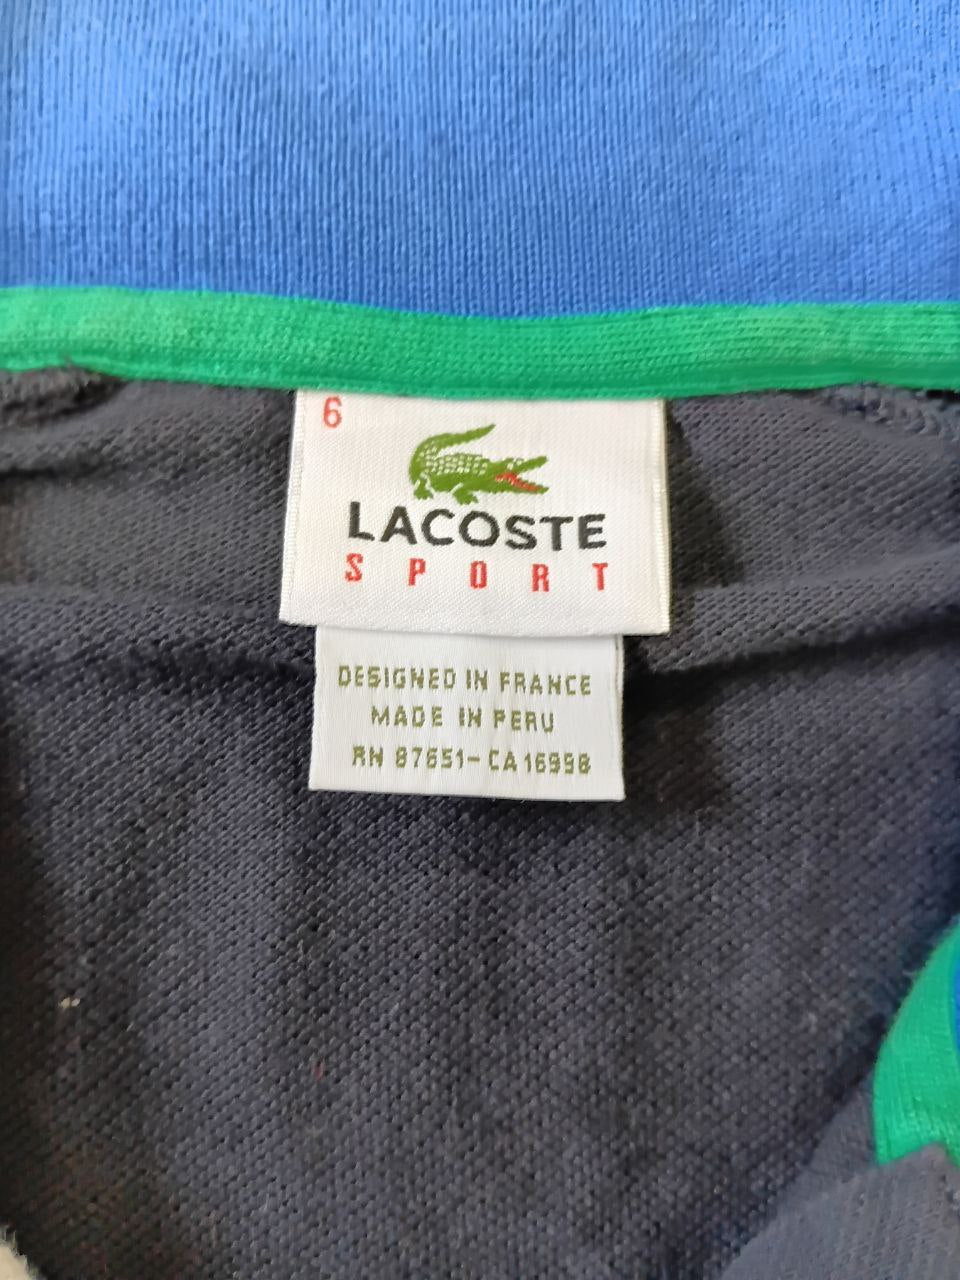 6
LACOSTE
SPORT
DESIGNED IN FRANCE
MADE IN PERU
RN 87651-CA 16998